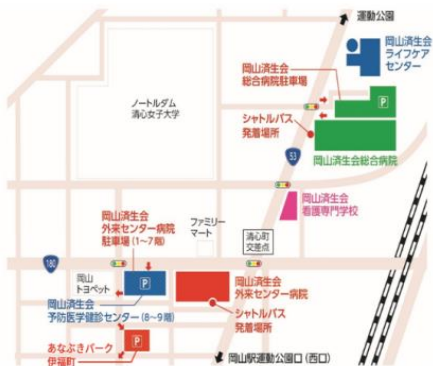 運動公園
岡山済生会
ライフケア
センター
岡山済生会
総合病院駐車場
P
ノートルダム
清心女子大学
シャトルバス
発着場所
53
岡山済生会総合病院
岡山済生会
看護専門学校
岡山済生会
外来センター病院
駐車場(1〜7階)
ファミリー
マート
清心町
交差点
180
岡山
トヨペット
P
岡山済生会
外来センター病院
岡山済生会
予防医学健診センター(8〜9階)
シャトルバス
発着場所
あなぶきパーク
伊福町
P
岡山駅運動公園口(西口)